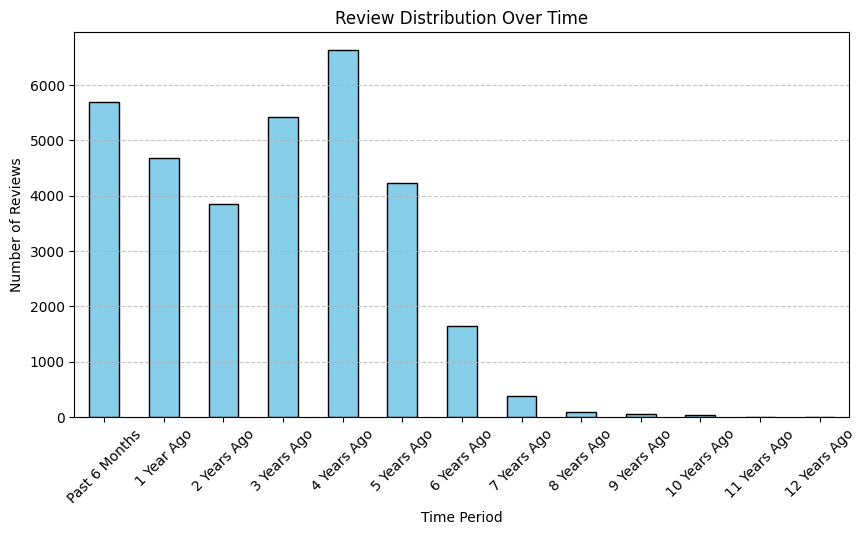 Review Distribution Over Time
Number of Reviews
6000
5000
4000
3000
2000
1000
0
Past 6 Months
1 Year Ago
2 Years Ago
3 Years Ago
4 Years Ago
5 Years Ago
6 Years Ago
7 Years Ago
8 Years Ago
9 Years Ago
10 Years Ago
11 Years Ago
12 Years Ago
Time Period